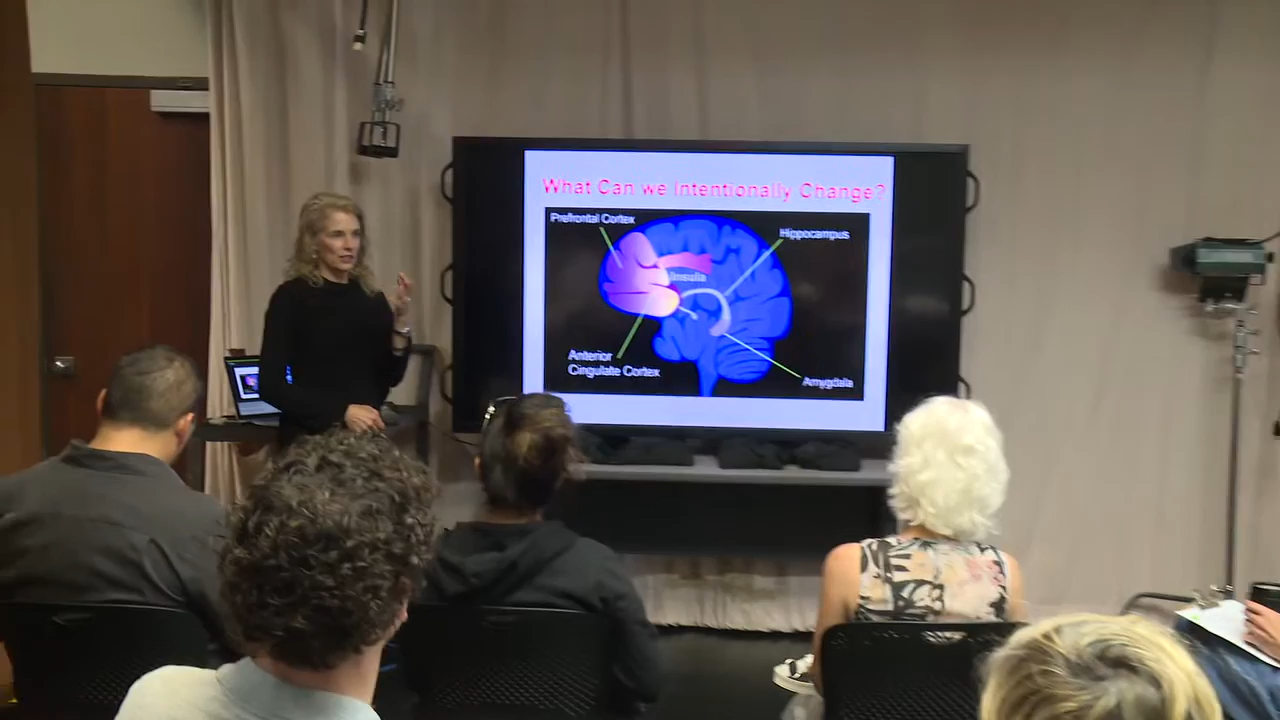 What Can we Intentionally Change?
Prefrontal Cortex
Hippocampus
Insula
Anterior
Cingulate Cortex
Amygdala